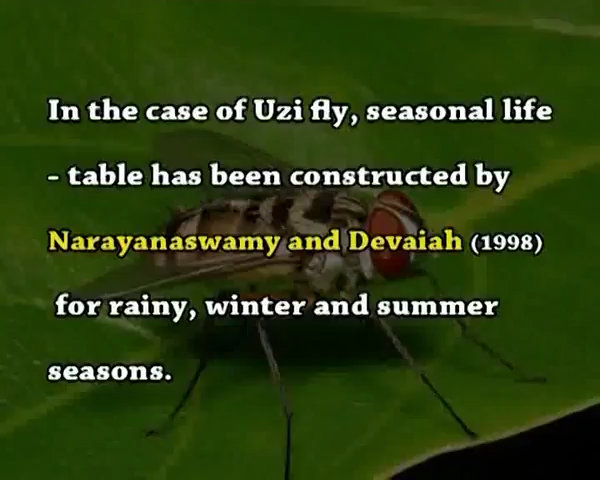 In the case of Uzi fly, seasonal life
- table has been constructed by
Narayanaswamy and Devaiah (1998)
for rainy, winter and summer
seasons.